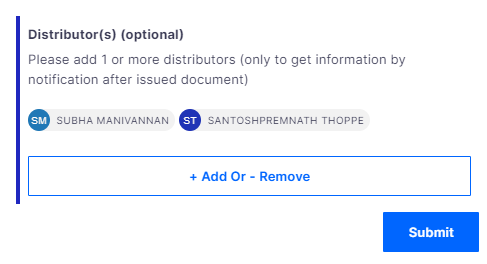 Distributor(s) (optional)
Please add 1 or more distributors (only to get information by
notification after issued document)
SM SUBHA MANIVANNAN ST SANTOSHPREMNATH THOPPE
+ Add Or - Remove
Submit